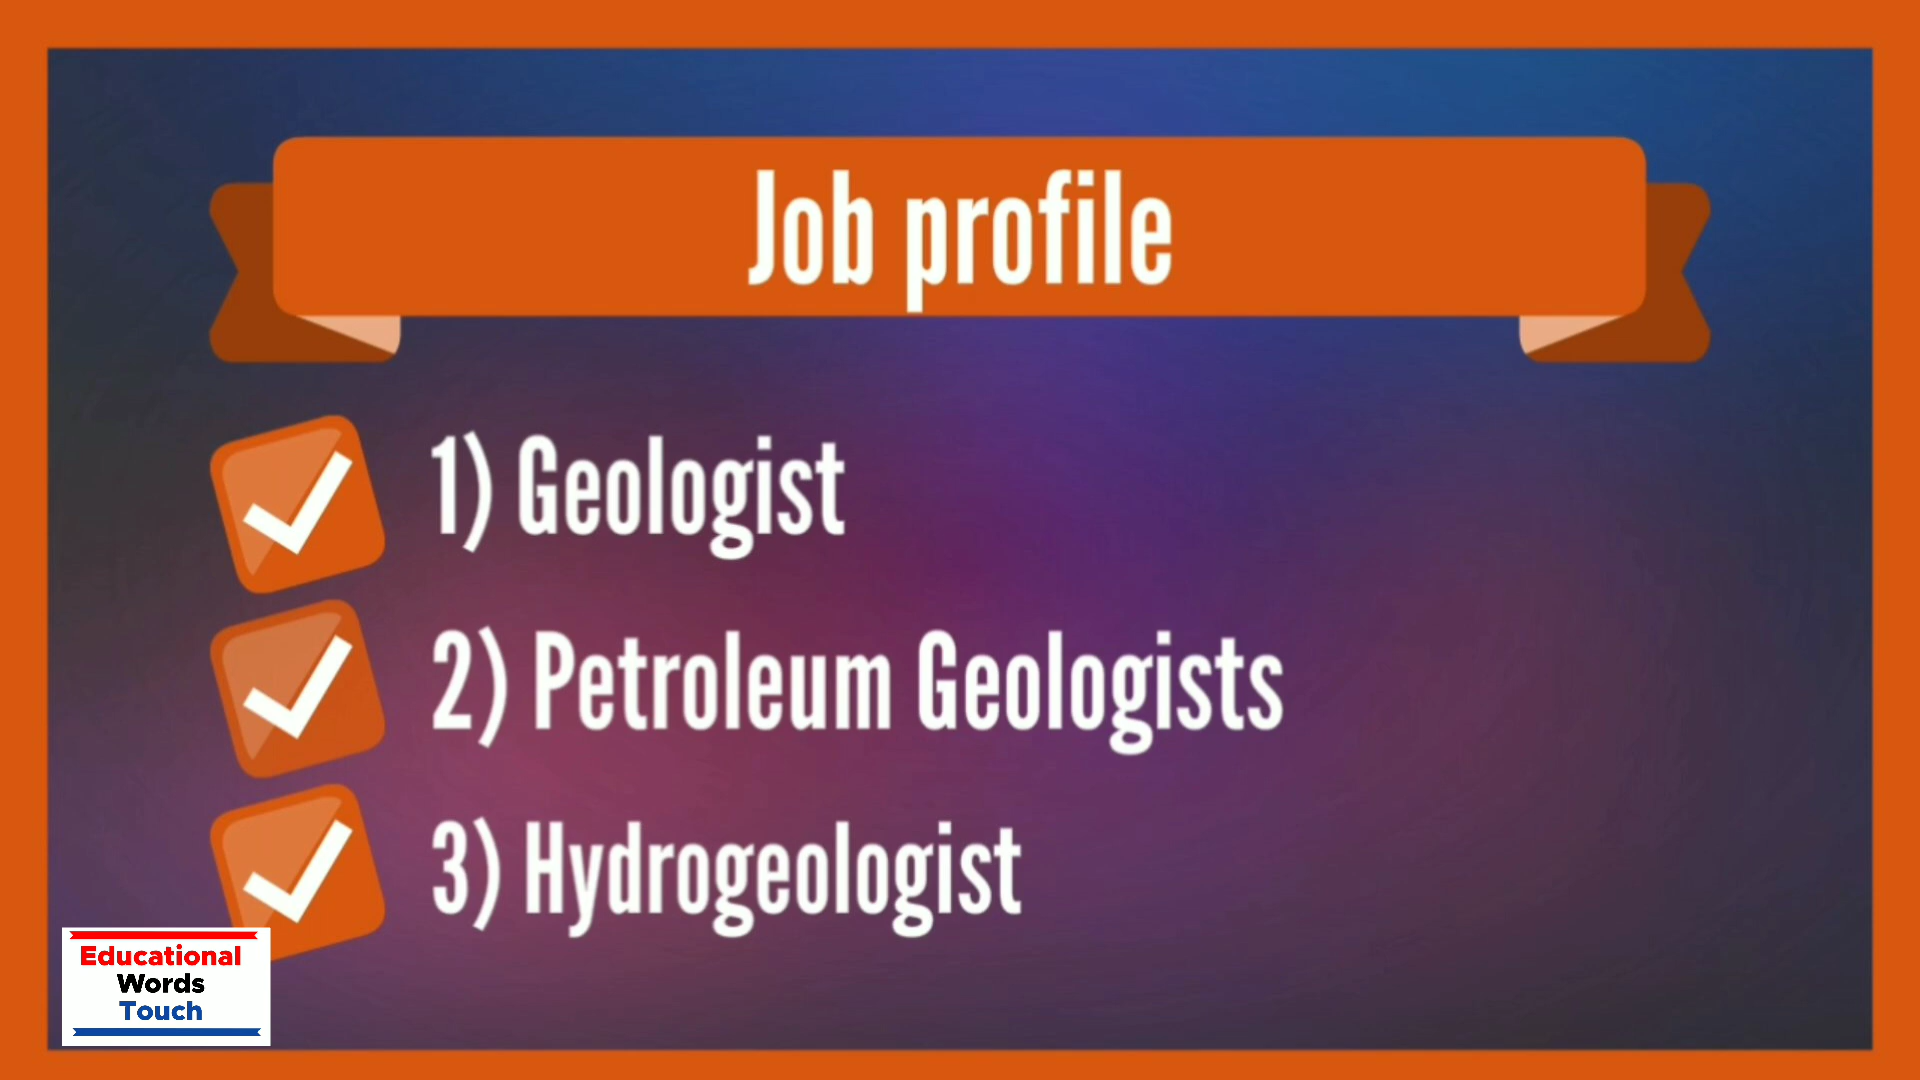 Job profile
1) Geologist
2) Petroleum Geologists
3) Hydrogeologist
Educational
Words
Touch